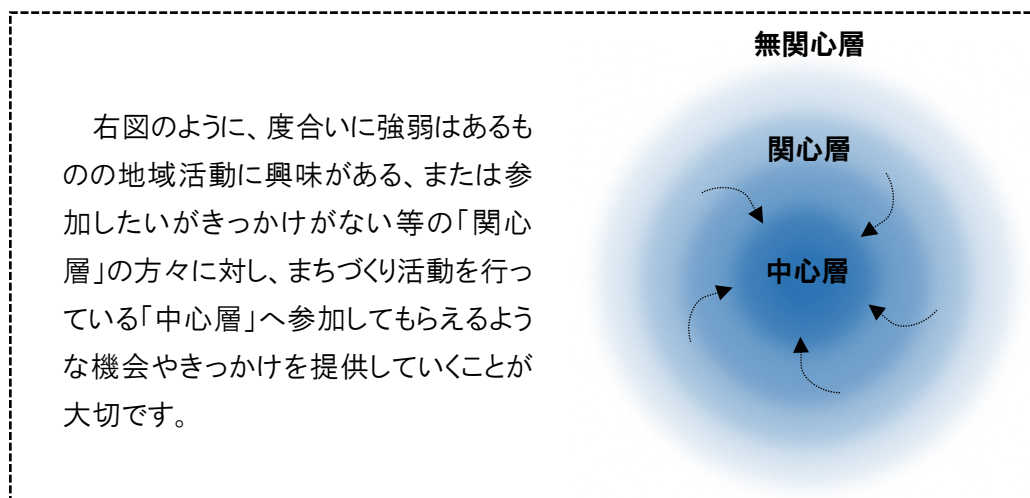 右図のように、度合いに強弱はあるも
のの地域活動に興味がある、または参
加したいがきっかけがない等の「関心
層」の方々に対し、まちづくり活動を行っ
ている「中心層」へ参加してもらえるよう
な機会やきっかけを提供していくことが
大切です。
無関心層
関心層
中心層